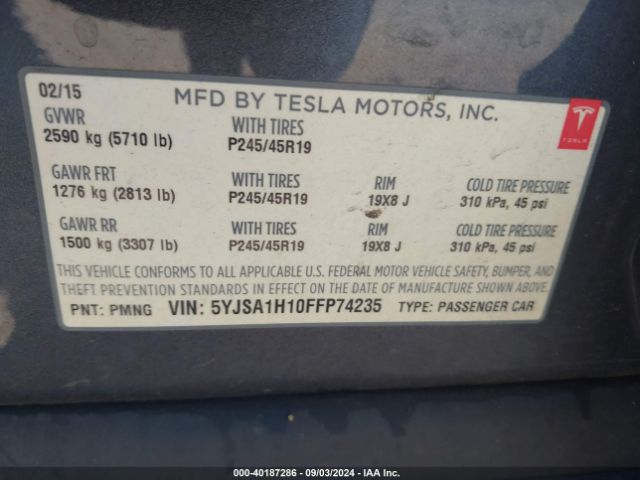 02/15
MFD BY TESLA MOTORS, INC.
GVWR
2590 kg (5710 lb)
WITH TIRES
P245/45R19
TESLA
GAWR FRT
1276 kg (2813 lb)
WITH TIRES
P245/45R19
RIM
19X8 J
COLD TIRE PRESSURE
310 kPa, 45 psi
GAWR RR
1500 kg (3307 lb)
WITH TIRES
P245/45R19
RIM
19X8 J
COLD TIRE PRESSURE
310 kPa, 45 psi
THIS VEHICLE CONFORMS TO ALL APPLICABLE U.S. FEDERAL MOTOR VEHICLE SAFETY, BUMPER, AND
THEFT PREVENTION STANDARDS IN EFFECT ON THE DATE OF MANUFACTURE SHOWN ABOVE.
PNT: PMNG VIN: 5YJSA1H10FFP74235 TYPE: PASSENGER CAR
000-40187286 - 09/03/2024 - IAA Inc.